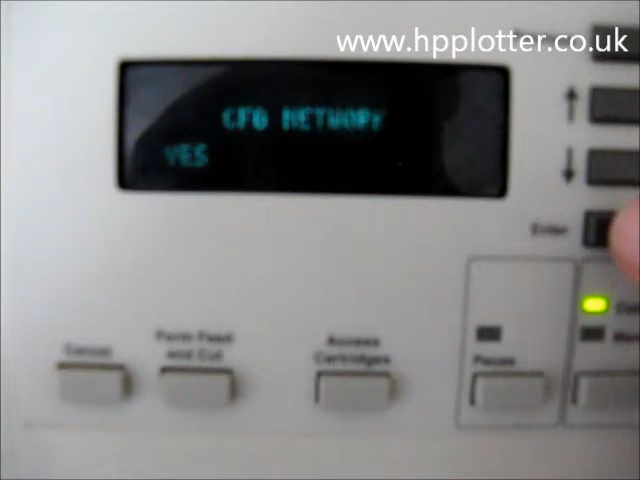 www.hpplotter.co.uk
CFG NETWORK
YES
Enter
Cancel
Form Feed
and Cut
Access
Cartridges
Pause